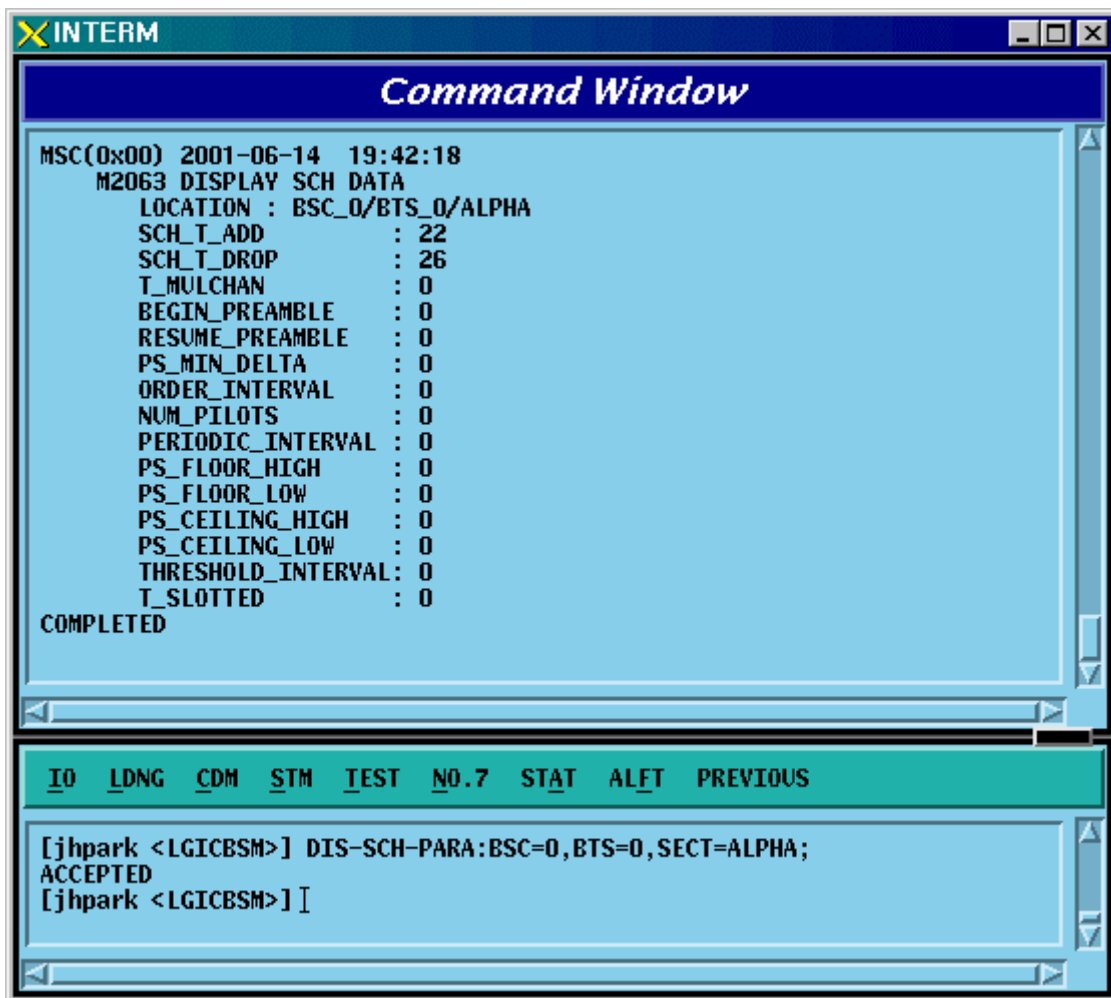 INTERM
Command Window
MSC(0x00) 2001-06-14 19:42:18
M2063 DISPLAY SCH DATA
LOCATION : BSC_0/BTS_0/ALPHA
SCH_T_ADD : 22
SCH_T_DROP : 26
T_MULCHAN : 0
BEGIN_PREAMBLE : 0
RESUME_PREAMBLE : 0
PS_MIN_DELTA : 0
ORDER_INTERVAL : 0
NUM_PILOTS : 0
PERIODIC_INTERVAL : 0
PS_FLOOR_HIGH : 0
PS_FLOOR_LOW : 0
PS_CEILING_HIGH : 0
PS_CEILING_LOW : 0
THRESHOLD_INTERVAL: 0
T_SLOTTED : 0
COMPLETED
IO LDNG CDM STM TEST NO.7 STAT ALFT PREVIOUS
[jhpark <LGICBSM>] DIS-SCH-PARA:BSC=0,BTS=0,SECT=ALPHA;
ACCEPTED
[jhpark <LGICBSM>]